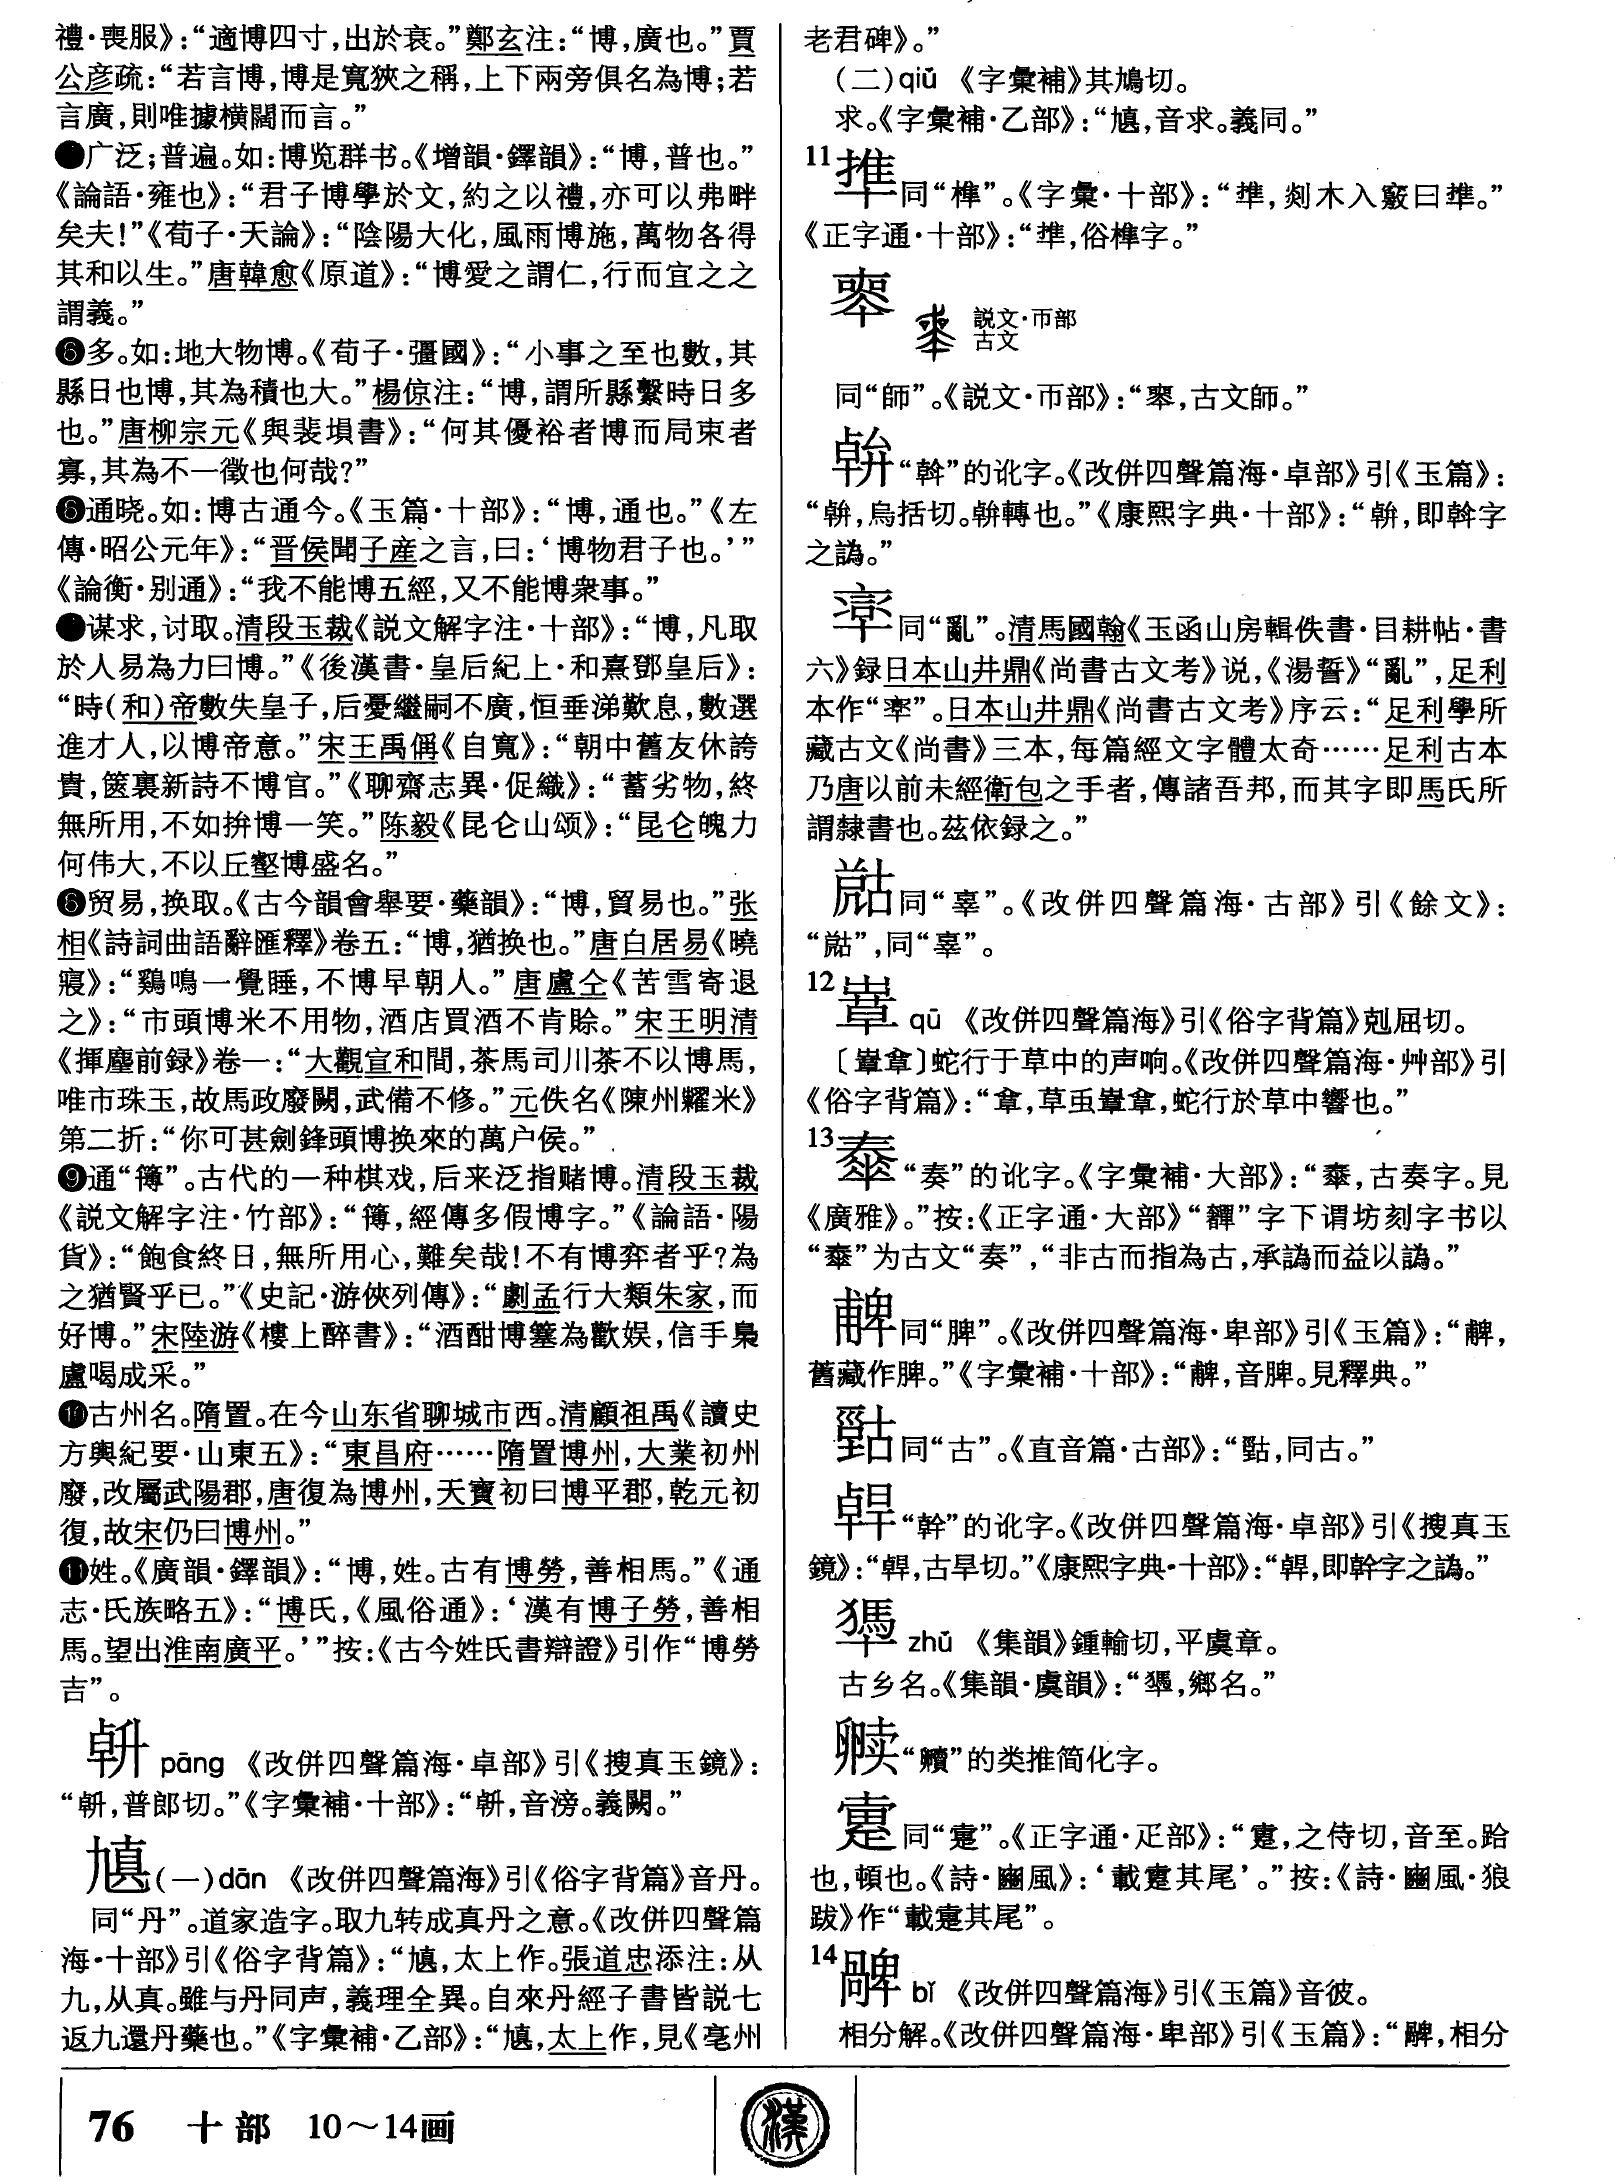 禮·喪服》：“適博四寸，出於衰。”鄭玄注：“博，廣也。”賈
公彦疏：“若言博，博是寬狹之稱，上下兩旁俱名為博；若
言廣，則唯據横闊而言。”
广泛；普遍。如：博览群书。《增韻·鐸韻》：“博，普也。”
《論語·雍也》：“君子博學於文，約之以禮，亦可以弗畔
矣夫！”《荀子·天論》：“陰陽大化，風雨博施，萬物各得
其和以生。”唐韓愈《原道》：“博愛之謂仁，行而宜之之
謂義。”
多。如：地大物博。《荀子·彊國》：“小事之至也數，其
縣日也博，其為積也大。”楊倞注：“博，謂所縣繫時日多
也。”唐柳宗元《與裴塤書》：“何其優裕者博而局束者
寡，其為不一徵也何哉？”
通晓。如：博古通今。《玉篇·十部》：“博，通也。”《左
傳·昭公元年》：“晋侯聞子産之言，曰：‘博物君子也。’”
《論衡·别通》：“我不能博五經，又不能博衆事。”
谋求，讨取。清段玉裁《説文解字注·十部》：“博，凡取
於人易為力曰博。”《後漢書·皇后紀上·和熹鄧皇后》：
“時（和）帝數失皇子，后憂繼嗣不廣，恒垂涕歎息，數選
進才人，以博帝意。”宋王禹偁《自寬》：“朝中舊友休誇
貴，篋裏新詩不博官。”《聊齋志異·促織》：“蓄劣物，終
無所用，不如拚博一笑。”陈毅《昆仑山颂》：“昆仑魄力
何伟大，不以丘壑博盛名。”
贸易，换取。《古今韻會舉要·藥韻》：“博，貿易也。”张
相《詩詞曲語辭匯釋》卷五：“博，猶换也。”唐白居易《曉
寢》：“鷄鳴一覺睡，不博早朝人。”唐盧仝《苦雪寄退
之》：“市頭博米不用物，酒店買酒不肯賒。”宋王明清
《揮麈前録》卷一：“大觀宣和間，茶馬司川茶不以博馬，
唯市珠玉，故馬政廢闕，武備不修。”元佚名《陳州糶米》
第二折：“你可甚劍鋒頭博换來的萬户侯。”
❾通“簙”。古代的一种棋戏，后来泛指赌博。清段玉裁
《説文解字注·竹部》：“簙，經傳多假博字。”《論語·陽
貨》：“飽食終日，無所用心，難矣哉！不有博弈者乎？為
之猶賢乎已。”《史記·游俠列傳》：“劇孟行大類朱家，而
好博。”宋陸游《樓上醉書》：“酒酣博簺為歡娱，信手梟
盧喝成采。”
古州名。隋置。在今山东省聊城市西。清顧祖禹《讀史
方輿紀要·山東五》：“東昌府……隋置博州，大業初州
廢，改屬武陽郡，唐復為博州，天寶初曰博平郡，乾元初
復，故宋仍曰博州。”
⓫姓。《廣韻·鐸韻》：“博，姓。古有博勞，善相馬。”《通
志·氏族略五》：“博氏，《風俗通》：‘漢有博子勞，善相
馬。望出淮南廣平。’”按：《古今姓氏書辯證》引作“博勞
吉”。
pāng 《改併四聲篇海·卓部》引《搜真玉鏡》：
“，普郎切。”《字彙補·十部》：“，音滂。義闕。”
（一）dān 《改併四聲篇海》引《俗字背篇》音丹。
同“丹”。道家造字。取九转成真丹之意。《改併四聲篇
海·十部》引《俗字背篇》：“，太上作。張道忠添注：从
九，从真。雖与丹同声，義理全異。自來丹經子書皆説七
返九還丹藥也。”《字彙補·乙部》：“，太上作，見《亳州
老君碑》。”
（二）qiú 《字彙補》其鳩切。
求。《字彙補·乙部》：“，音求。義同。”
11 同“榫”。《字彙·十部》：“，剡木入竅曰。”
《正字通·十部》：“，俗榫字。”
説文·帀部
古文
同“師”。《説文·帀部》：“，古文師。”
“斡”的讹字。《改併四聲篇海·卓部》引《玉篇》：
“，烏括切。轉也。”《康熙字典·十部》：“，即斡字
之譌。”
同“亂”。清馬國翰《玉函山房輯佚書·目耕帖·書
六》録日本山井鼎《尚書古文考》说，《湯誓》“亂”，足利
本作“”。日本山井鼎《尚書古文考》序云：“足利學所
藏古文《尚書》三本，每篇經文字體太奇……足利古本
乃唐以前未經衛包之手者，傳諸吾邦，而其字即馬氏所
謂隸書也。茲依録之。”
同“辜”。《改併四聲篇海·古部》引《餘文》：
“”，同“辜”。
12 qū 《改併四聲篇海》引《俗字背篇》剋屈切。
〔〕蛇行于草中的声响。《改併四聲篇海·艸部》引
《俗字背篇》：“，草虫，蛇行於草中響也。”
13 “奏”的讹字。《字彙補·大部》：“，古奏字。見
《廣雅》。”按：《正字通·大部》“”字下谓坊刻字书以
“”为古文“奏”，“非古而指為古，承譌而益以譌。”
同“脾”。《改併四聲篇海·卑部》引《玉篇》：“，
舊藏作脾。”《字彙補·十部》：“，音脾。見釋典。”
同“古”。《直音篇·古部》：“，同古。”
“幹”的讹字。《改併四聲篇海·卓部》引《搜真玉
鏡》：“，古旱切。”《康熙字典·十部》：“，即幹字之譌。”
zhǔ 《集韻》鍾輸切，平虞章。
古乡名。《集韻·虞韻》：“，鄉名。”
“”的类推简化字。
同“疐”。《正字通·疋部》：“，之侍切，音至。跲
也，頓也。《詩·豳風》：‘載其尾’。”按：《詩·豳風·狼
跋》作“載疐其尾”。
14 bǐ 《改併四聲篇海》引《玉篇》音彼。
相分解。《改併四聲篇海·卑部》引《玉篇》：“，相分
76 十部 10～14画
漢